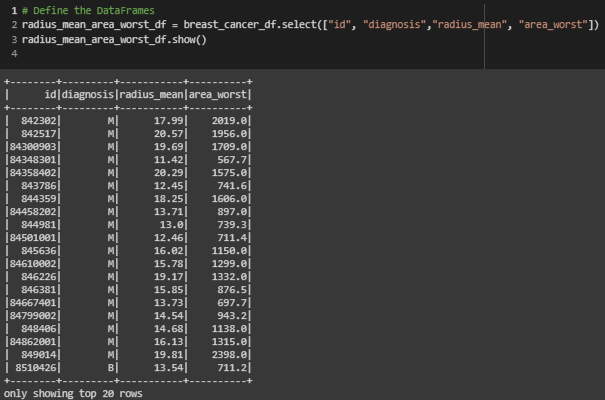 1 # Define the DataFrames
2 radius_mean_area_worst_df = breast_cancer_df.select(["id", "diagnosis","radius_mean", "area_worst"])
3 radius_mean_area_worst_df.show()
4
+--------+---------+-----------+----------+
|      id|diagnosis|radius_mean|area_worst|
+--------+---------+-----------+----------+
|  842302|        M|      17.99|    2019.0|
|  842517|        M|      20.57|    1956.0|
|84300903|        M|      19.69|    1709.0|
|84348301|        M|      11.42|     567.7|
|84358402|        M|      20.29|    1575.0|
|  843786|        M|      12.45|     741.6|
|  844359|        M|      18.25|    1606.0|
|84458202|        M|      13.71|     897.0|
|  844981|        M|       13.0|     739.3|
|84501001|        M|      12.46|     711.4|
|  845636|        M|      16.02|    1150.0|
|84610002|        M|      15.78|    1299.0|
|  846226|        M|      19.17|    1332.0|
|  846381|        M|      15.85|     876.5|
|84667401|        M|      13.73|     697.7|
|84799002|        M|      14.54|     943.2|
|  848406|        M|      14.68|    1138.0|
|84862001|        M|      16.13|    1315.0|
|  849014|        M|      19.81|    2398.0|
| 8510426|        B|      13.54|     711.2|
+--------+---------+-----------+----------+
only showing top 20 rows